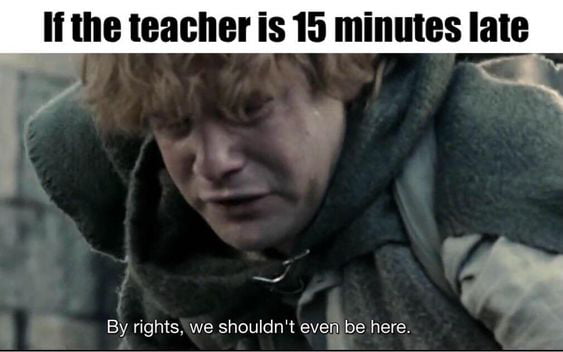 If the teacher is 15 minutes late
By rights, we shouldn't even be here.